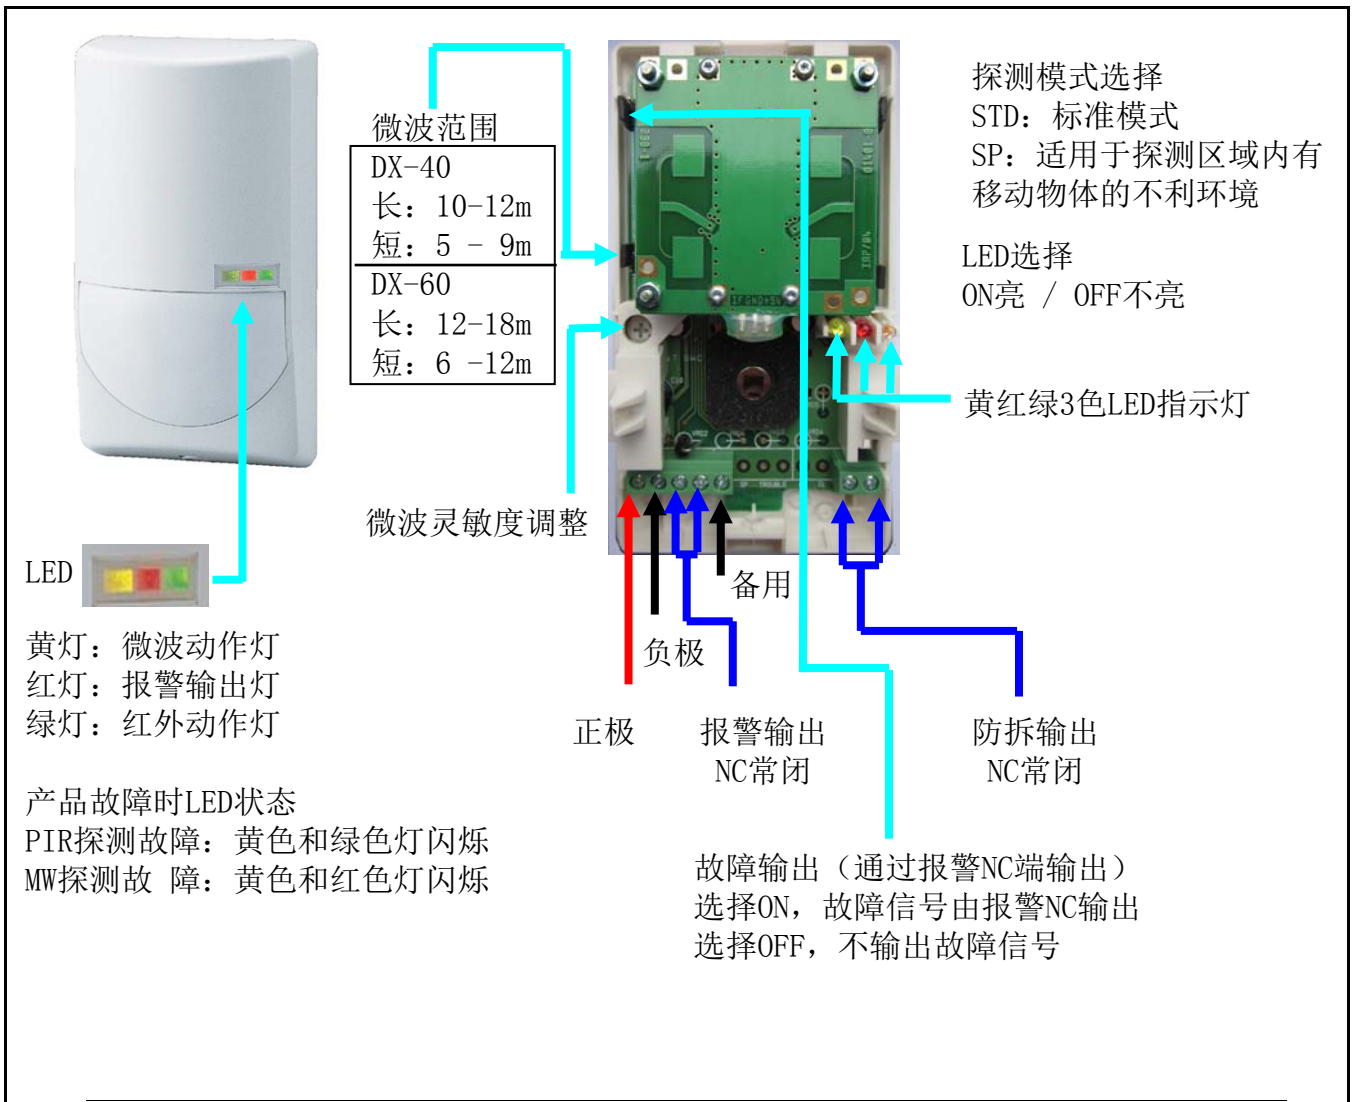 微波范围
DX-40
长：10-12m
短：5 - 9m
DX-60
长：12-18m
短：6 -12m
微波灵敏度调整
探测模式选择
STD：标准模式
SP：适用于探测区域内有
移动物体的不利环境
LED选择
ON亮 / OFF不亮
黄红绿3色LED指示灯
LED
黄灯：微波动作灯
红灯：报警输出灯
绿灯：红外动作灯
产品故障时LED状态
PIR探测故障：黄色和绿色灯闪烁
MW探测故 障：黄色和红色灯闪烁
备用
负极
正极
报警输出
NC常闭
防拆输出
NC常闭
故障输出（通过报警NC端输出）
选择ON，故障信号由报警NC输出
选择OFF，不输出故障信号